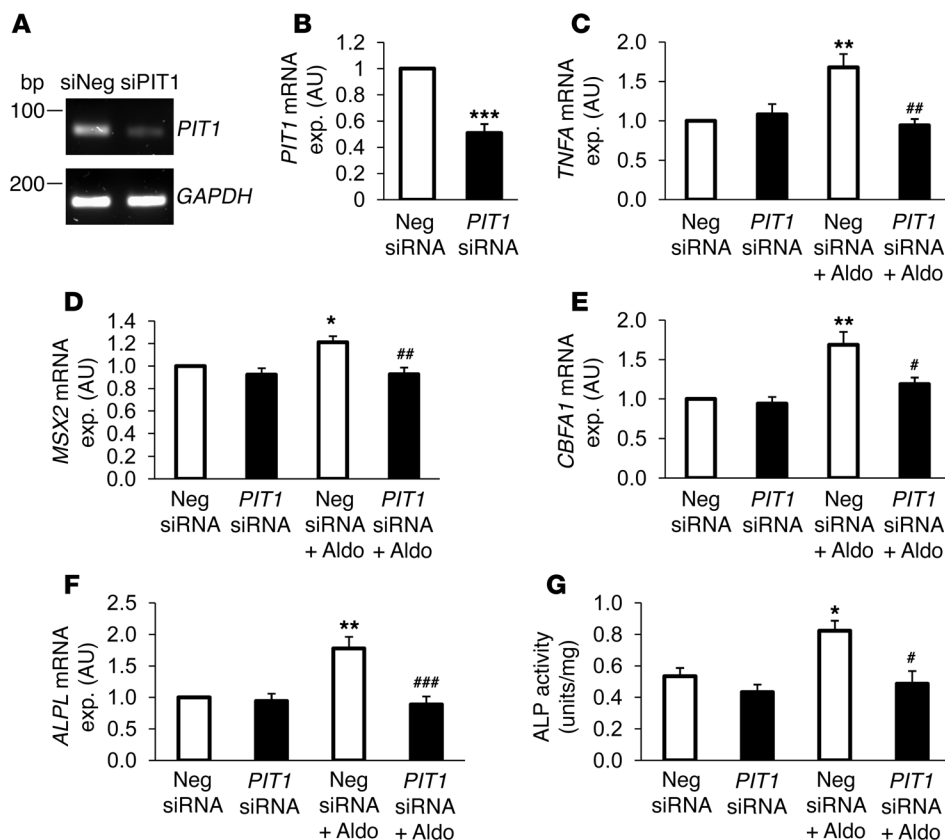 A
bp siNeg siPIT1
100
PIT1
200
GAPDH
B
PIT1 mRNA
exp. (AU)
1.2
1
0.8
0.6
0.4
0.2
0
***
Neg
siRNA
PIT1
siRNA
C
TNFA mRNA
exp. (AU)
2.0
1.5
1.0
0.5
0.0
**
##
Neg
siRNA
PIT1
siRNA
Neg
siRNA
+ Aldo
PIT1
siRNA
+ Aldo
D
MSX2 mRNA
exp. (AU)
1.4
1.2
1.0
0.8
0.6
0.4
0.2
0.0
*
##
Neg
siRNA
PIT1
siRNA
Neg
siRNA
+ Aldo
PIT1
siRNA
+ Aldo
E
CBFA1 mRNA
exp. (AU)
2.0
1.5
1.0
0.5
0.0
**
#
Neg
siRNA
PIT1
siRNA
Neg
siRNA
+ Aldo
PIT1
siRNA
+ Aldo
F
ALPL mRNA
exp. (AU)
2.5
2.0
1.5
1.0
0.5
0.0
**
###
Neg
siRNA
PIT1
siRNA
Neg
siRNA
+ Aldo
PIT1
siRNA
+ Aldo
G
ALP activity
(units/mg)
1.0
0.8
0.6
0.4
0.2
0.0
*
#
Neg
siRNA
PIT1
siRNA
Neg
siRNA
+ Aldo
PIT1
siRNA
+ Aldo